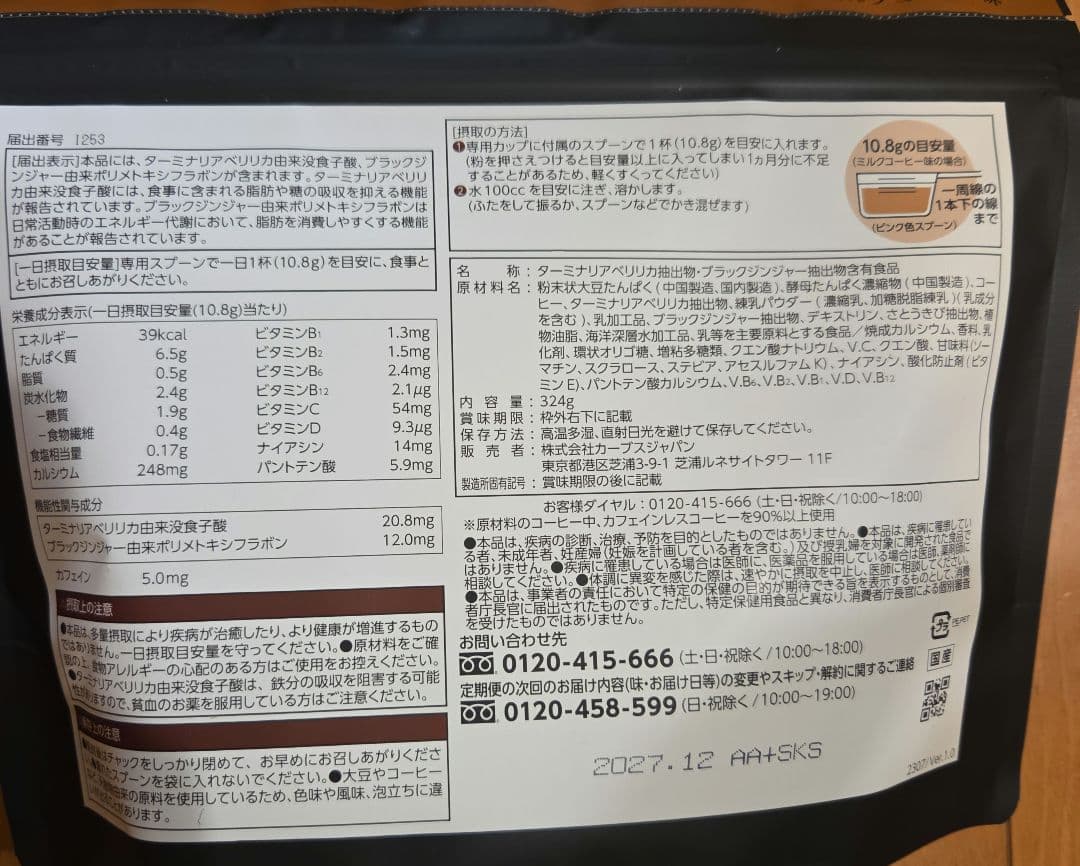 届出番号 I253
[届出表示]本品には、ターミナリアベリリカ由来没食子酸、ブラックジ
ンジャー由来ポリメトキシフラボンが含まれます。ターミナリアベリリ
カ由来没食子酸には、食事に含まれる脂肪や糖の吸収を抑える機能
が報告されています。ブラックジンジャー由来ポリメトキシフラボンは
日常活動時のエネルギー代謝において、脂肪を消費しやすくする機能
があることが報告されています。
[一日摂取目安量]専用スプーンで一日1杯(10.8g)を目安に、食事と
ともにお召しあがりください。
栄養成分表示(一日摂取目安量(10.8g)当たり)
エネルギー 39kcal ビタミンB1 1.3mg
たんぱく質 6.5g ビタミンB2 1.5mg
脂質 0.5g ビタミンB6 2.4mg
炭水化物 2.4g ビタミンB12 2.1μg
-糖質 1.9g ビタミンC 54mg
-食物繊維 0.4g ビタミンD 9.3μg
食塩相当量 0.17g ナイアシン 14mg
カルシウム 248mg パントテン酸 5.9mg
機能性関与成分
ターミナリアベリリカ由来没食子酸 20.8mg
ブラックジンジャー由来ポリメトキシフラボン 12.0mg
カフェイン 5.0mg
摂取上の注意
●本品は、多量摂取により疾病が治癒したり、より健康が増進するもの
ではありません。一日摂取目安量を守ってください。●原材料をご確
認の上、食物アレルギーの心配のある方はご使用をお控えください。
●ターミナリアベリリカ由来没食子酸は、鉄分の吸収を阻害する可能
性がありますので、貧血のお薬を服用している方はご注意ください。
上の注意
はチャックをしっかり閉めて、お早めにお召しあがりくださ
スプーンを袋に入れないでください。●大豆やコーヒー
由来の原料を使用しているため、色味や風味、泡立ちに違
あります。
[摂取の方法]
❶専用カップに付属のスプーンで1杯(10.8g)を目安に入れます。
(粉を押さえつけると目安量以上に入ってしまい1ヵ月分に不足
することがあるため、軽くすくってください)
❷水100ccを目安に注ぎ、溶かします。
(ふたをして振るか、スプーンなどでかき混ぜます)
10.8gの目安量
(ミルクコーヒー味の場合)
一周線の
1本下の線
まで
(ピンク色スプーン)
名称:ターミナリアベリリカ抽出物・ブラックジンジャー抽出物含有食品
原材料名:粉末状大豆たんぱく(中国製造、国内製造)、酵母たんぱく濃縮物(中国製造)、コー
ヒー、ターミナリアベリリカ抽出物、練乳パウダー(濃縮乳、加糖脱脂練乳)(乳成分
を含む)、乳加工品、ブラックジンジャー抽出物、デキストリン、さとうきび抽出物、植
物油脂、海洋深層水加工品、乳等を主要原料とする食品/焼成カルシウム、香料、乳
化剤、環状オリゴ糖、増粘多糖類、クエン酸ナトリウム、V.C、クエン酸、甘味料(ソー
マチン、スクラロース、ステビア、アセスルファムK)、ナイアシン、酸化防止剤(ビタ
ミンE)、パントテン酸カルシウム、V.B6、V.B2、V.B1、V.D、V.B12
内容量:324g
賞味期限:枠外右下に記載
保存方法:高温多湿、直射日光を避けて保存してください。
販売者:株式会社カーブスジャパン
東京都港区芝浦3-9-1 芝浦ルネサイトタワー 11F
製造所固有記号:賞味期限の後に記載
お客様ダイヤル:0120-415-666(土・日・祝除く/10:00〜18:00)
※原材料のコーヒー中、カフェインレスコーヒーを90%以上使用
●本品は、疾病の診断、治療、予防を目的としたものではありません。●本品は、疾病に罹患してい
る者、未成年者、妊産婦(妊娠を計画している者を含む。)及び授乳婦を対象に開発された食品で
はありません。●疾病に罹患している場合は医師に、医薬品を服用している場合は医師、薬剤師に
相談してください。●体調に異変を感じた際は、速やかに摂取を中止し、医師に相談してください。
●本品は、事業者の責任において特定の保健の目的が期待できる旨を表示するものとして、消費
者庁長官に届出されたものです。ただし、特定保健用食品と異なり、消費者庁長官による個別審査
を受けたものではありません。
お問い合わせ先
0120-415-666(土・日・祝除く/10:00〜18:00)
定期便の次回のお届け内容(味・お届け日等)の変更やスキップ・解約に関するご連絡
0120-458-599(日・祝除く/10:00〜19:00)
プラ PE,PET
国産
2027.12 AA+SKS
2307/Ver.1.0